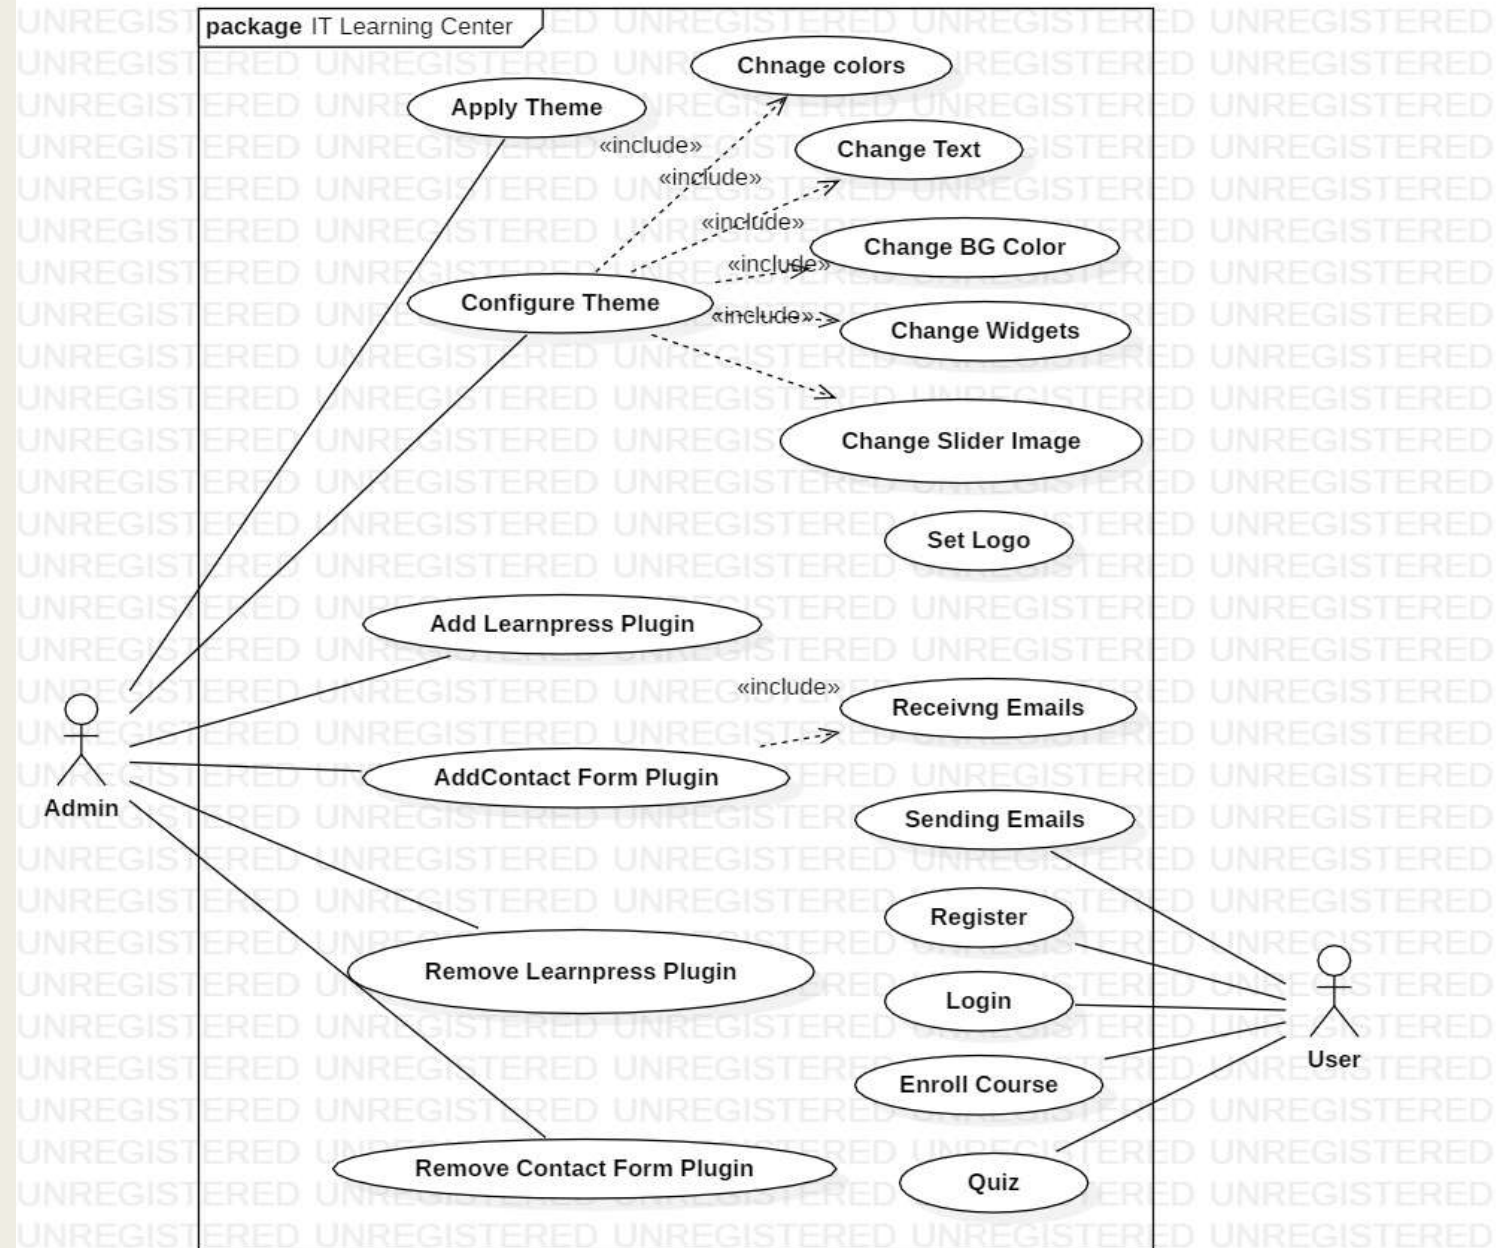 package IT Learning Center
Chnage colors
Apply Theme
«include»
Change Text
«include»
«include»
Change BG Color
«include»
Configure Theme
«include»
Change Widgets
Change Slider Image
Set Logo
Add Learnpress Plugin
«include»
Receivng Emails
AddContact Form Plugin
Admin
Sending Emails
Register
Remove Learnpress Plugin
Login
User
Enroll Course
Remove Contact Form Plugin
Quiz
UNREGISTERED